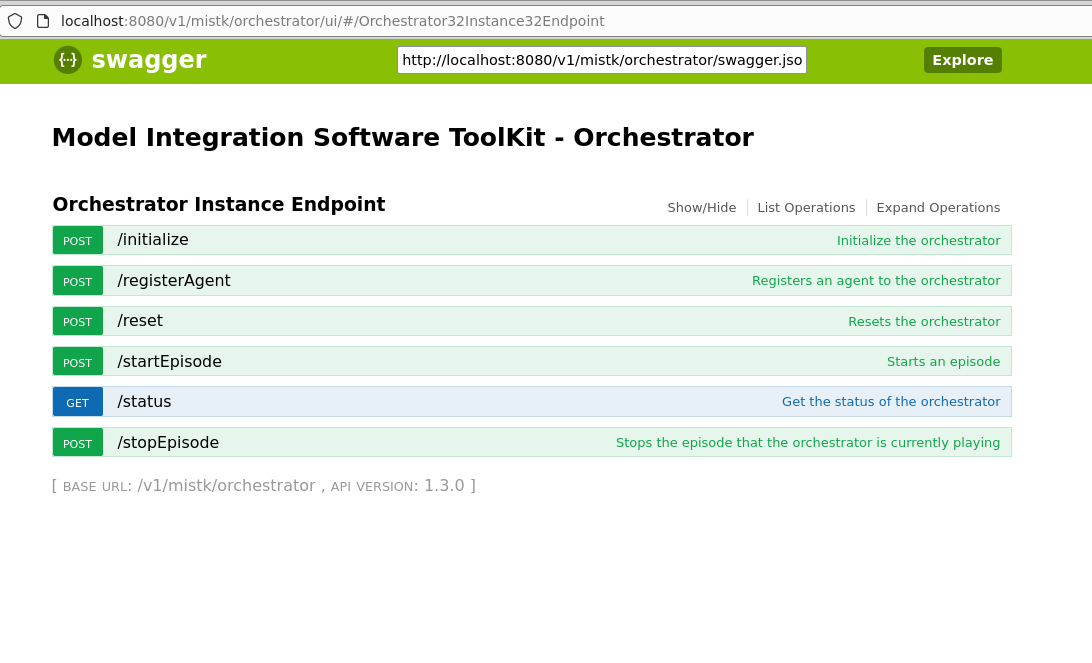 localhost:8080/v1/mistk/orchestrator/ui/#/Orchestrator32Instance32Endpoint
{··} swagger http://localhost:8080/v1/mistk/orchestrator/swagger.jso Explore
Model Integration Software ToolKit - Orchestrator
Orchestrator Instance Endpoint Show/Hide List Operations Expand Operations
POST /initialize Initialize the orchestrator
POST /registerAgent Registers an agent to the orchestrator
POST /reset Resets the orchestrator
POST /startEpisode Starts an episode
GET /status Get the status of the orchestrator
POST /stopEpisode Stops the episode that the orchestrator is currently playing
[ BASE URL: /v1/mistk/orchestrator , API VERSION: 1.3.0 ]